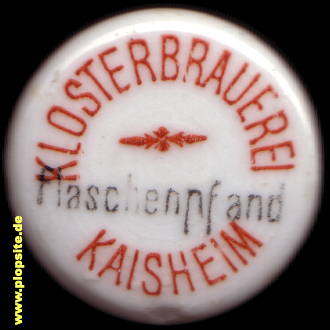 KLOSTERBRAUEREI
Flaschenpfand
KAISHEIM
www.plopsite.de